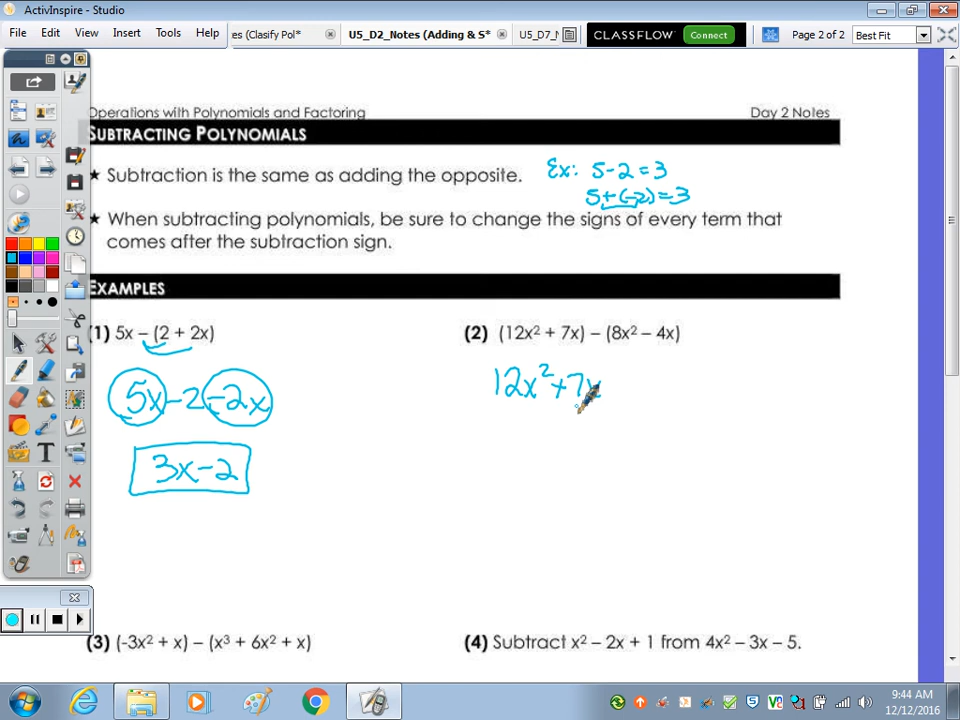 ActivInspire - Studio
File Edit View Insert Tools Help es (Clasify Pol* U5_D2_Notes (Adding & S* U5_D7_N CLASSFLOW Connect Page 2 of 2 Best Fit
Operations with Polynomials and Factoring Day 2 Notes
SUBTRACTING POLYNOMIALS
★ Subtraction is the same as adding the opposite. Ex: 5-2=3
5+(-2)=3
★ When subtracting polynomials, be sure to change the signs of every term that
comes after the subtraction sign.
EXAMPLES
(1) 5x – (2 + 2x) (2) (12x² + 7x) – (8x² – 4x)
5x-2-2x 12x²+7x
3x-2
(3) (-3x² + x) – (x³ + 6x² + x) (4) Subtract x² – 2x + 1 from 4x² – 3x – 5.
9:44 AM
12/12/2016